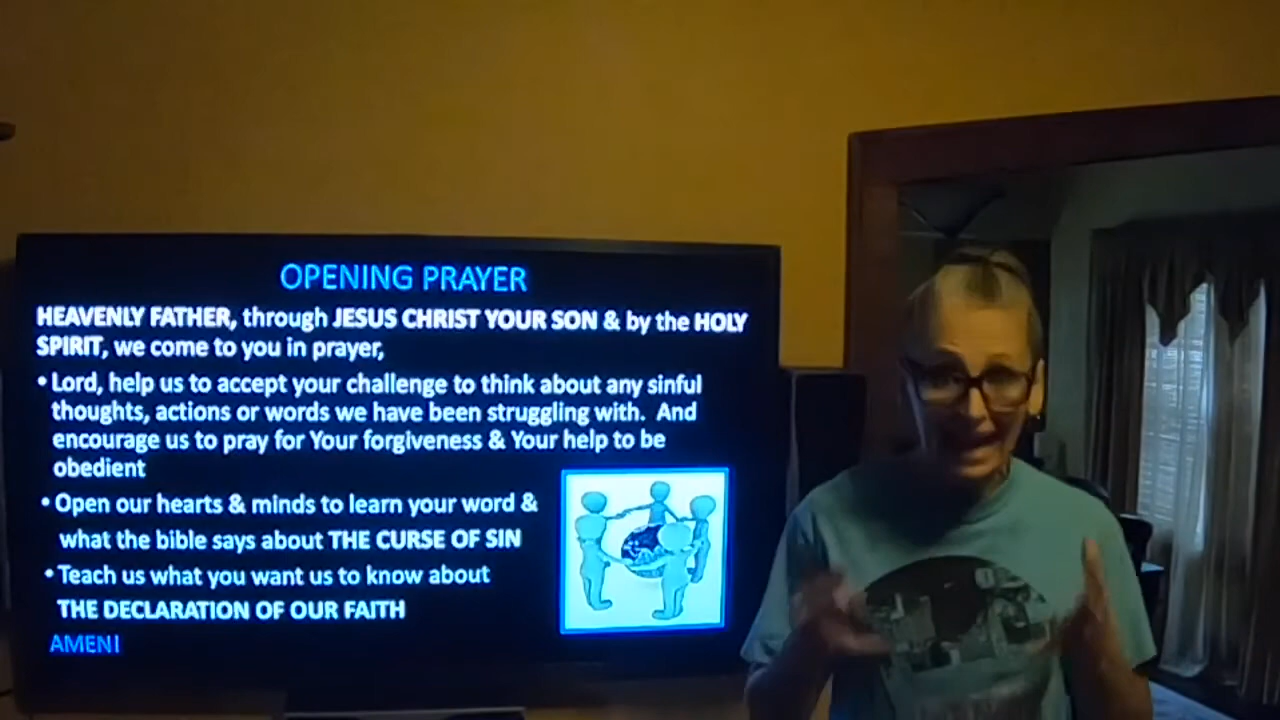 OPENING PRAYER
HEAVENLY FATHER, through JESUS CHRIST YOUR SON & by the HOLY
SPIRIT, we come to you in prayer,
• Lord, help us to accept your challenge to think about any sinful
thoughts, actions or words we have been struggling with. And
encourage us to pray for Your forgiveness & Your help to be
obedient
• Open our hearts & minds to learn your word &
what the bible says about THE CURSE OF SIN
• Teach us what you want us to know about
THE DECLARATION OF OUR FAITH
AMEN!